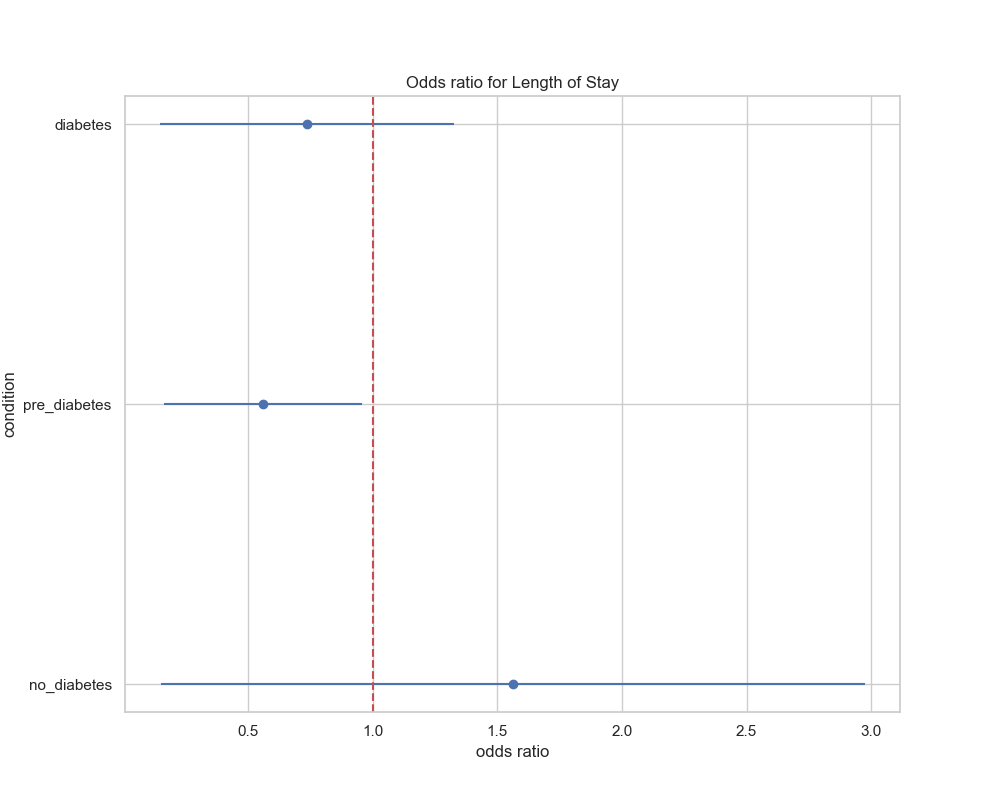 Odds ratio for Length of Stay
diabetes
pre_diabetes
no_diabetes
condition
0.5 1.0 1.5 2.0 2.5 3.0
odds ratio